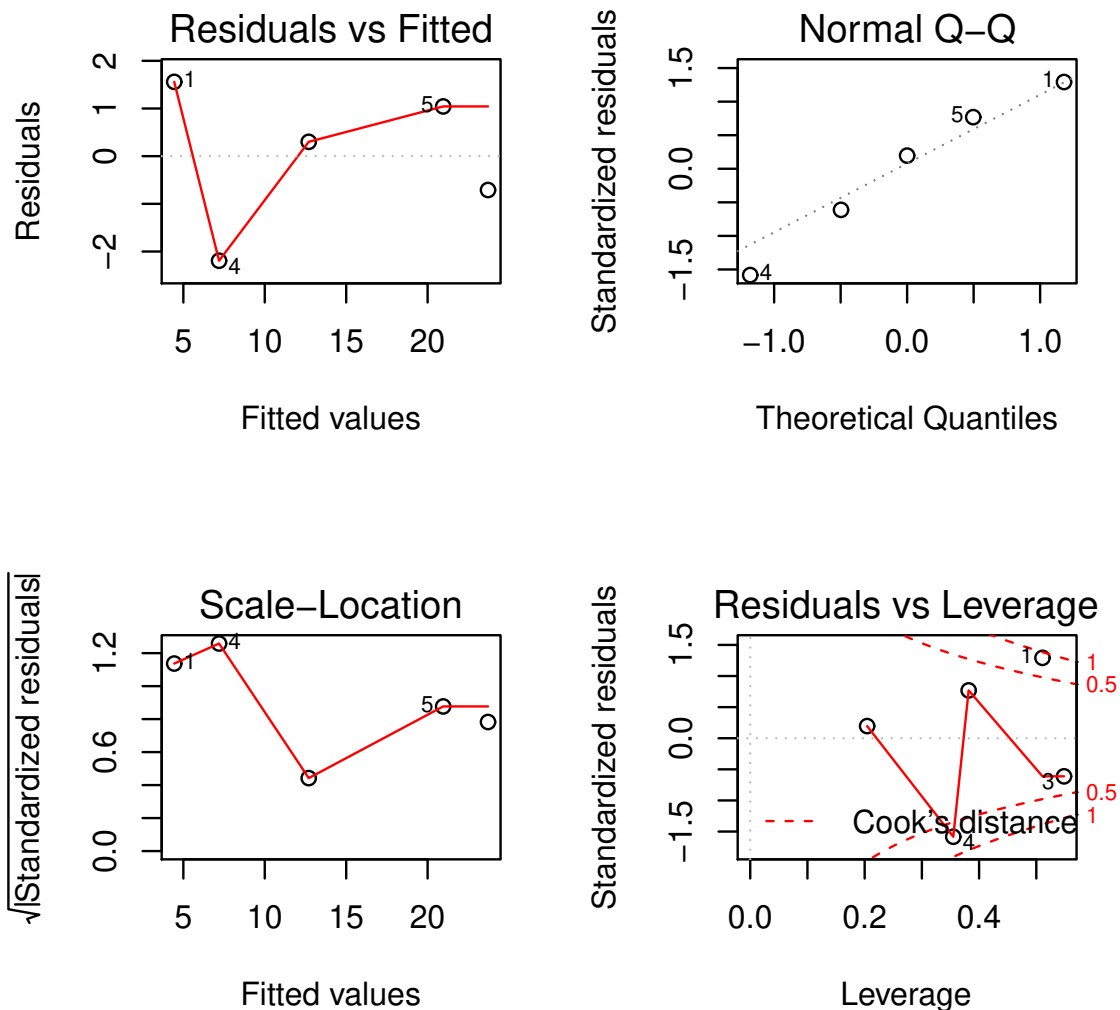 Residuals vs Fitted
Residuals
2
1
0
−2
1
4
5
5 10 15 20
Fitted values
Normal Q−Q
Standardized residuals
1.5
0.0
−1.5
1
5
4
−1.0 0.0 1.0
Theoretical Quantiles
Scale−Location
√|Standardized residuals|
1.2
0.6
0.0
1
4
5
5 10 15 20
Fitted values
Residuals vs Leverage
Standardized residuals
1.5
0.0
−1.5
1
3
4
1
0.5
0.5
1
Cook's distance
0.0 0.2 0.4
Leverage